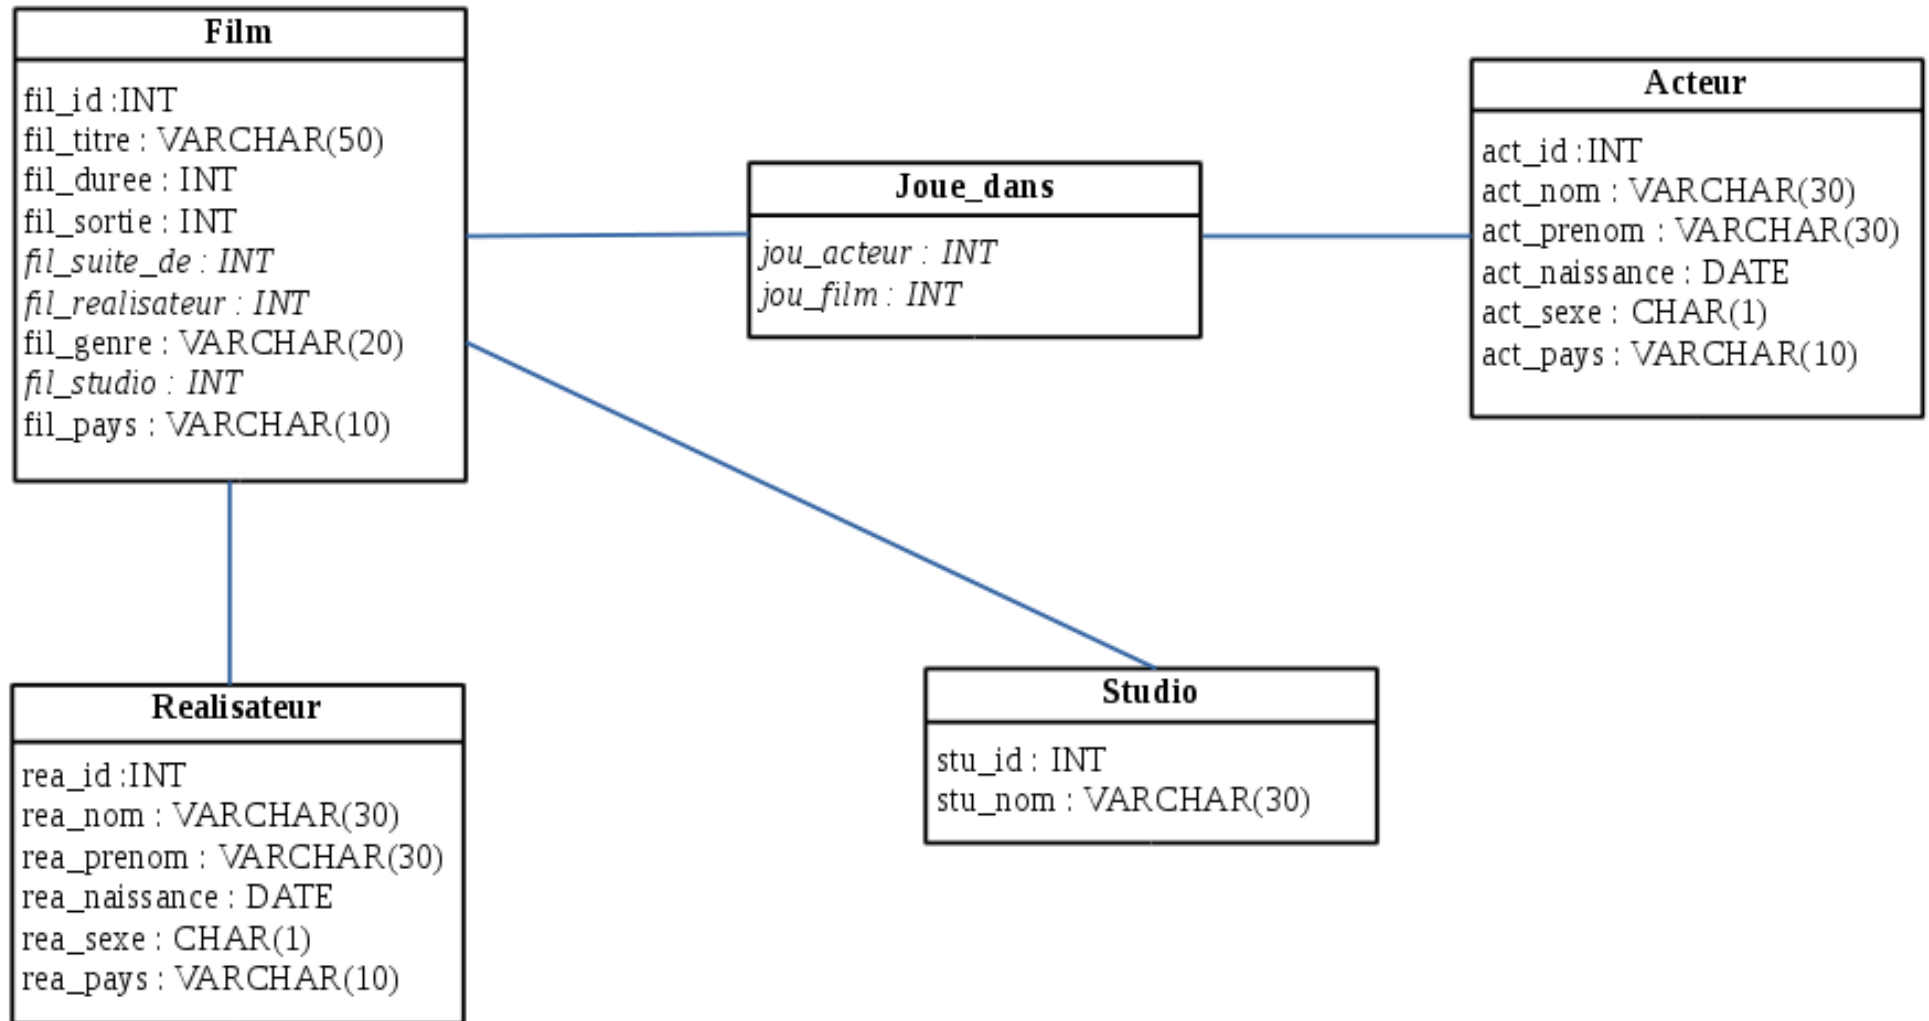 Film
fil_id :INT
fil_titre : VARCHAR(50)
fil_duree : INT
fil_sortie : INT
fil_suite_de : INT
fil_realisateur : INT
fil_genre : VARCHAR(20)
fil_studio : INT
fil_pays : VARCHAR(10)
Joue_dans
jou_acteur : INT
jou_film : INT
Acteur
act_id :INT
act_nom : VARCHAR(30)
act_prenom : VARCHAR(30)
act_naissance : DATE
act_sexe : CHAR(1)
act_pays : VARCHAR(10)
Realisateur
rea_id :INT
rea_nom : VARCHAR(30)
rea_prenom : VARCHAR(30)
rea_naissance : DATE
rea_sexe : CHAR(1)
rea_pays : VARCHAR(10)
Studio
stu_id : INT
stu_nom : VARCHAR(30)